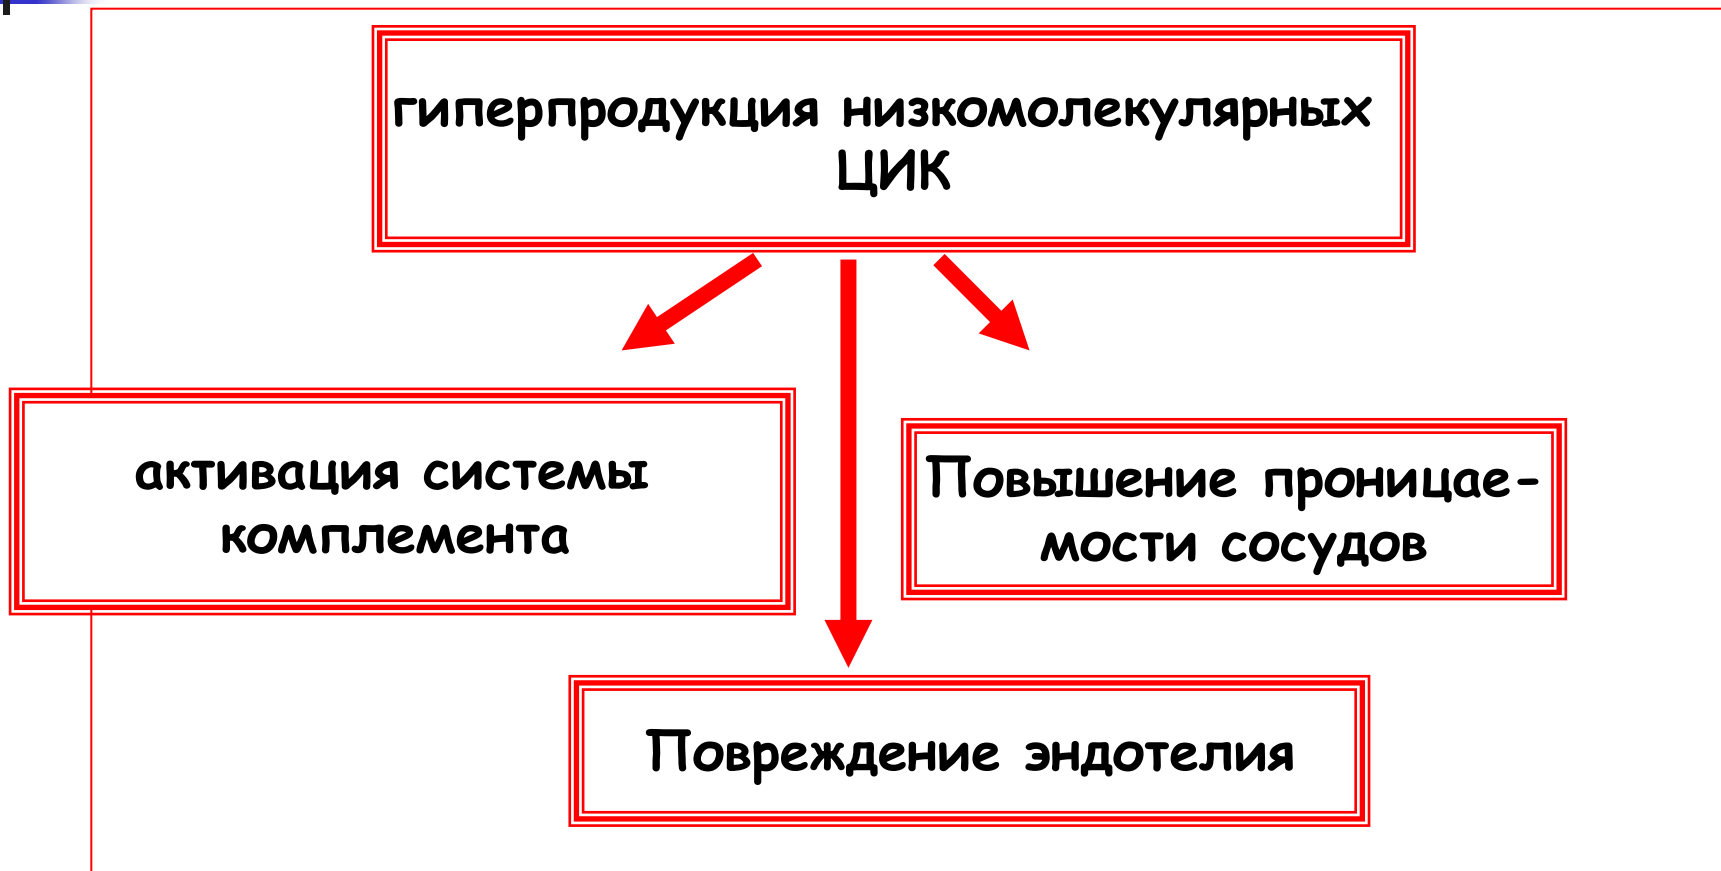 гиперпродукция низкомолекулярных
ЦИК
активация системы
комплемента
Повышение проницае-
мости сосудов
Повреждение эндотелия